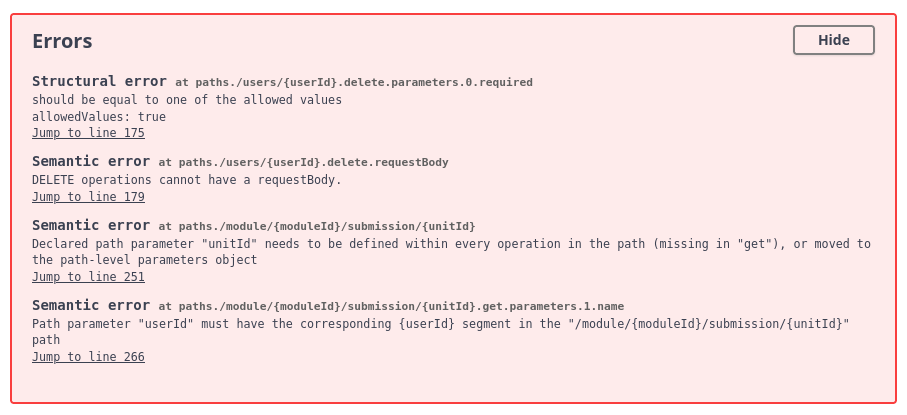 Errors
Hide
Structural error at paths./users/{userId}.delete.parameters.0.required
should be equal to one of the allowed values
allowedValues: true
Jump to line 175
Semantic error at paths./users/{userId}.delete.requestBody
DELETE operations cannot have a requestBody.
Jump to line 179
Semantic error at paths./module/{moduleId}/submission/{unitId}
Declared path parameter "unitId" needs to be defined within every operation in the path (missing in "get"), or moved to
the path-level parameters object
Jump to line 251
Semantic error at paths./module/{moduleId}/submission/{unitId}.get.parameters.1.name
Path parameter "userId" must have the corresponding {userId} segment in the "/module/{moduleId}/submission/{unitId}"
path
Jump to line 266